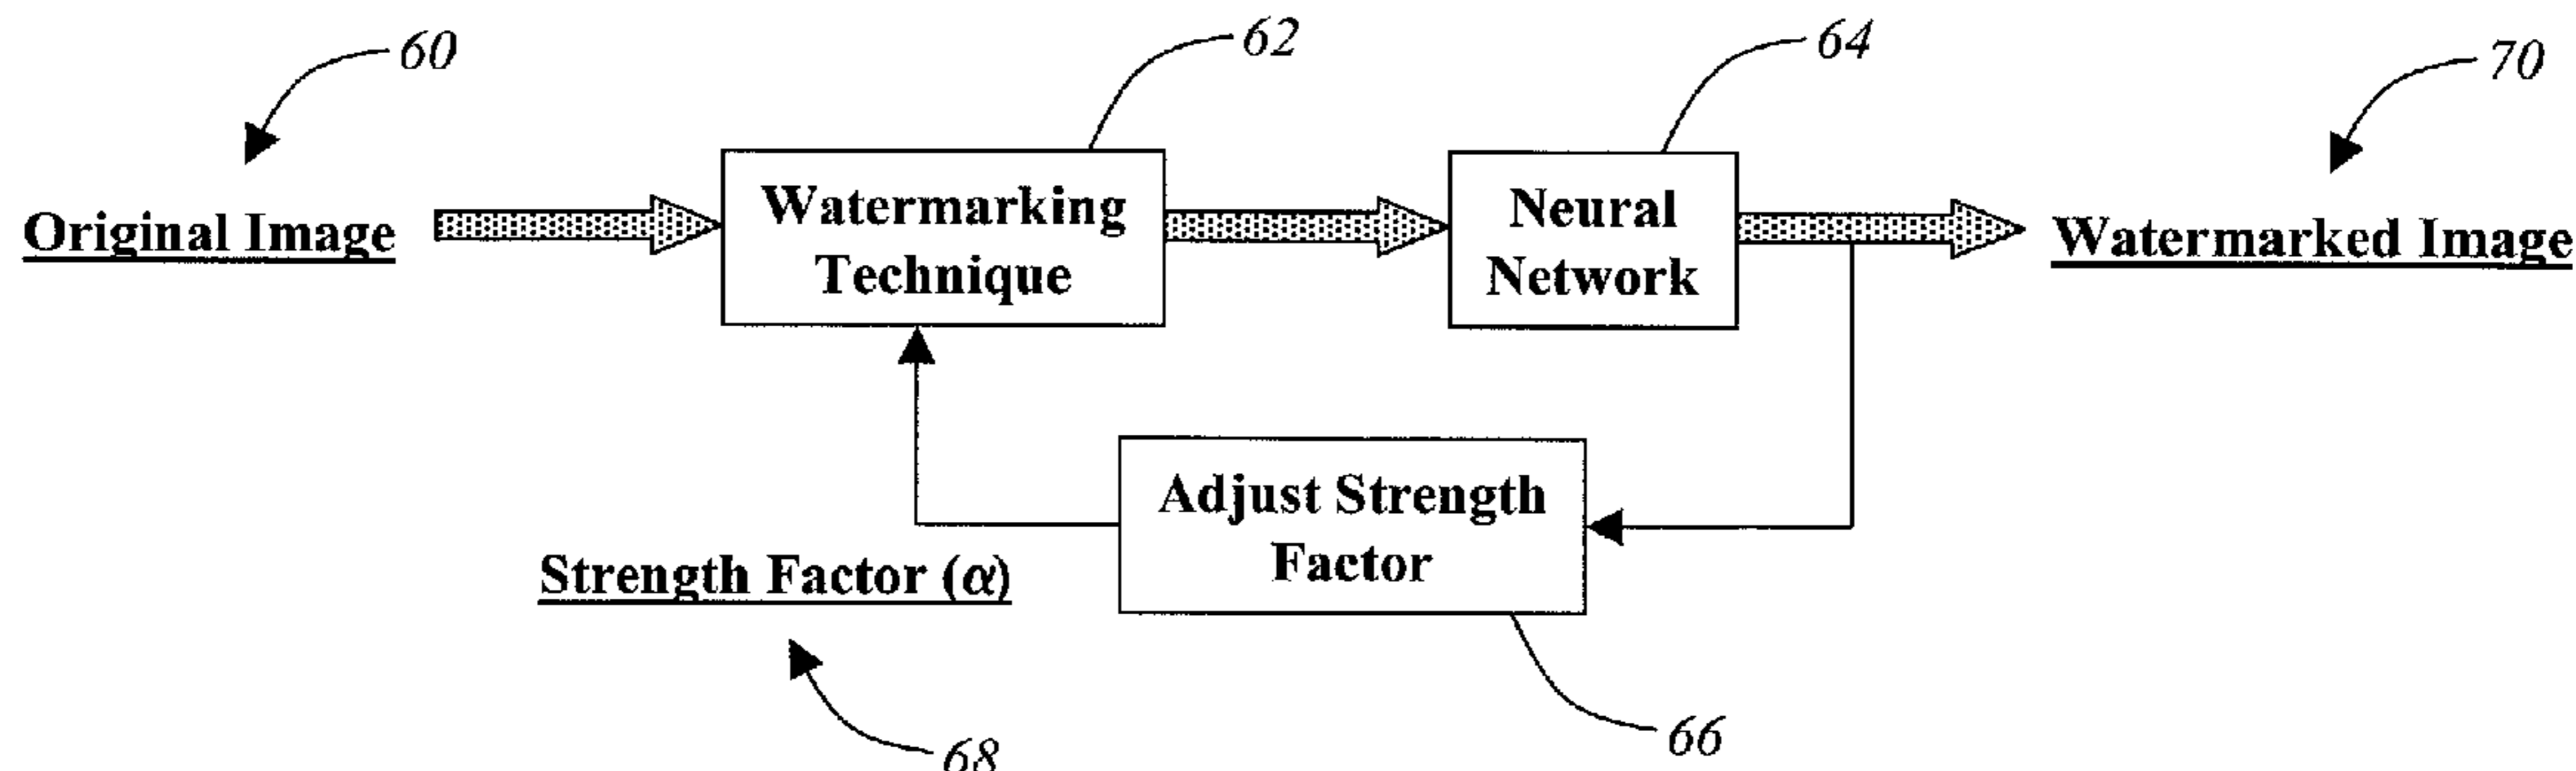 60
62
64
70
Original Image
Watermarking
Technique
Neural
Network
Watermarked Image
Adjust Strength
Factor
Strength Factor (α)
66
68